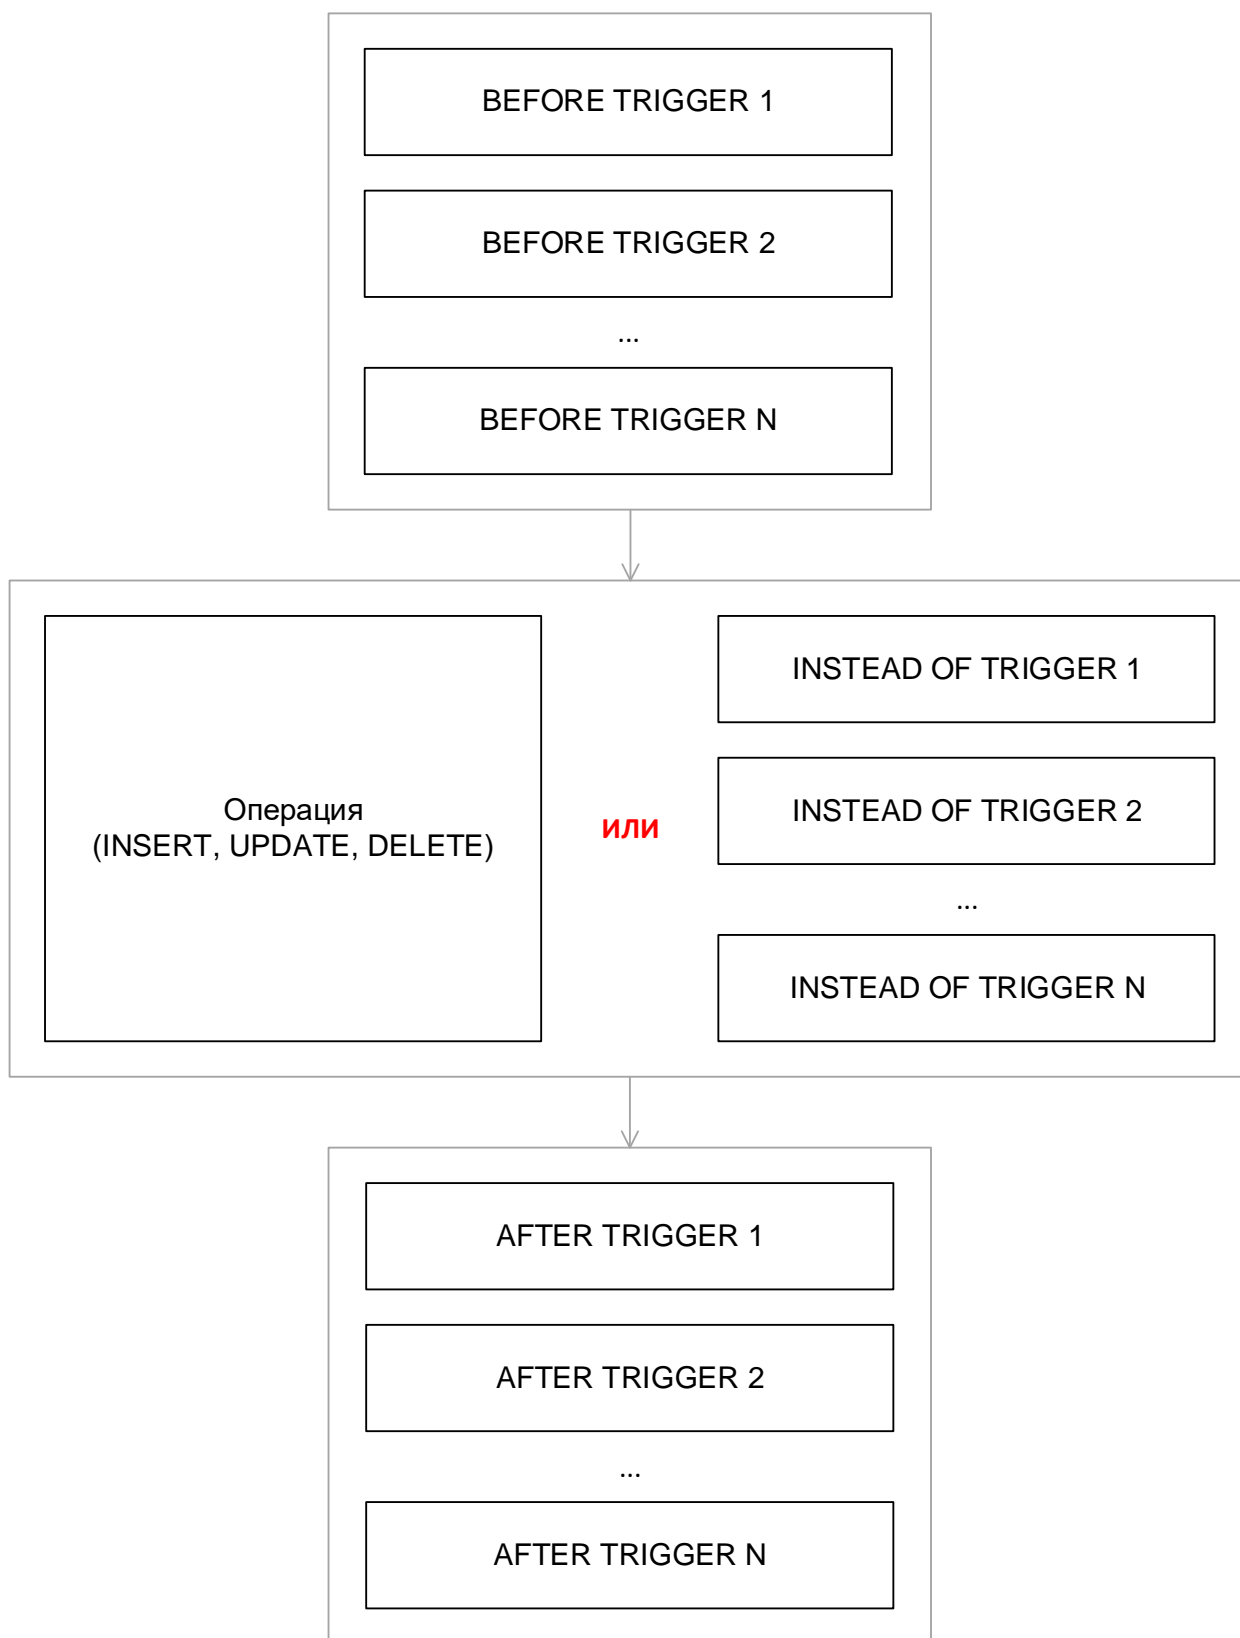 BEFORE TRIGGER 1
BEFORE TRIGGER 2
...
BEFORE TRIGGER N
Операция
(INSERT, UPDATE, DELETE)
или
INSTEAD OF TRIGGER 1
INSTEAD OF TRIGGER 2
...
INSTEAD OF TRIGGER N
AFTER TRIGGER 1
AFTER TRIGGER 2
...
AFTER TRIGGER N